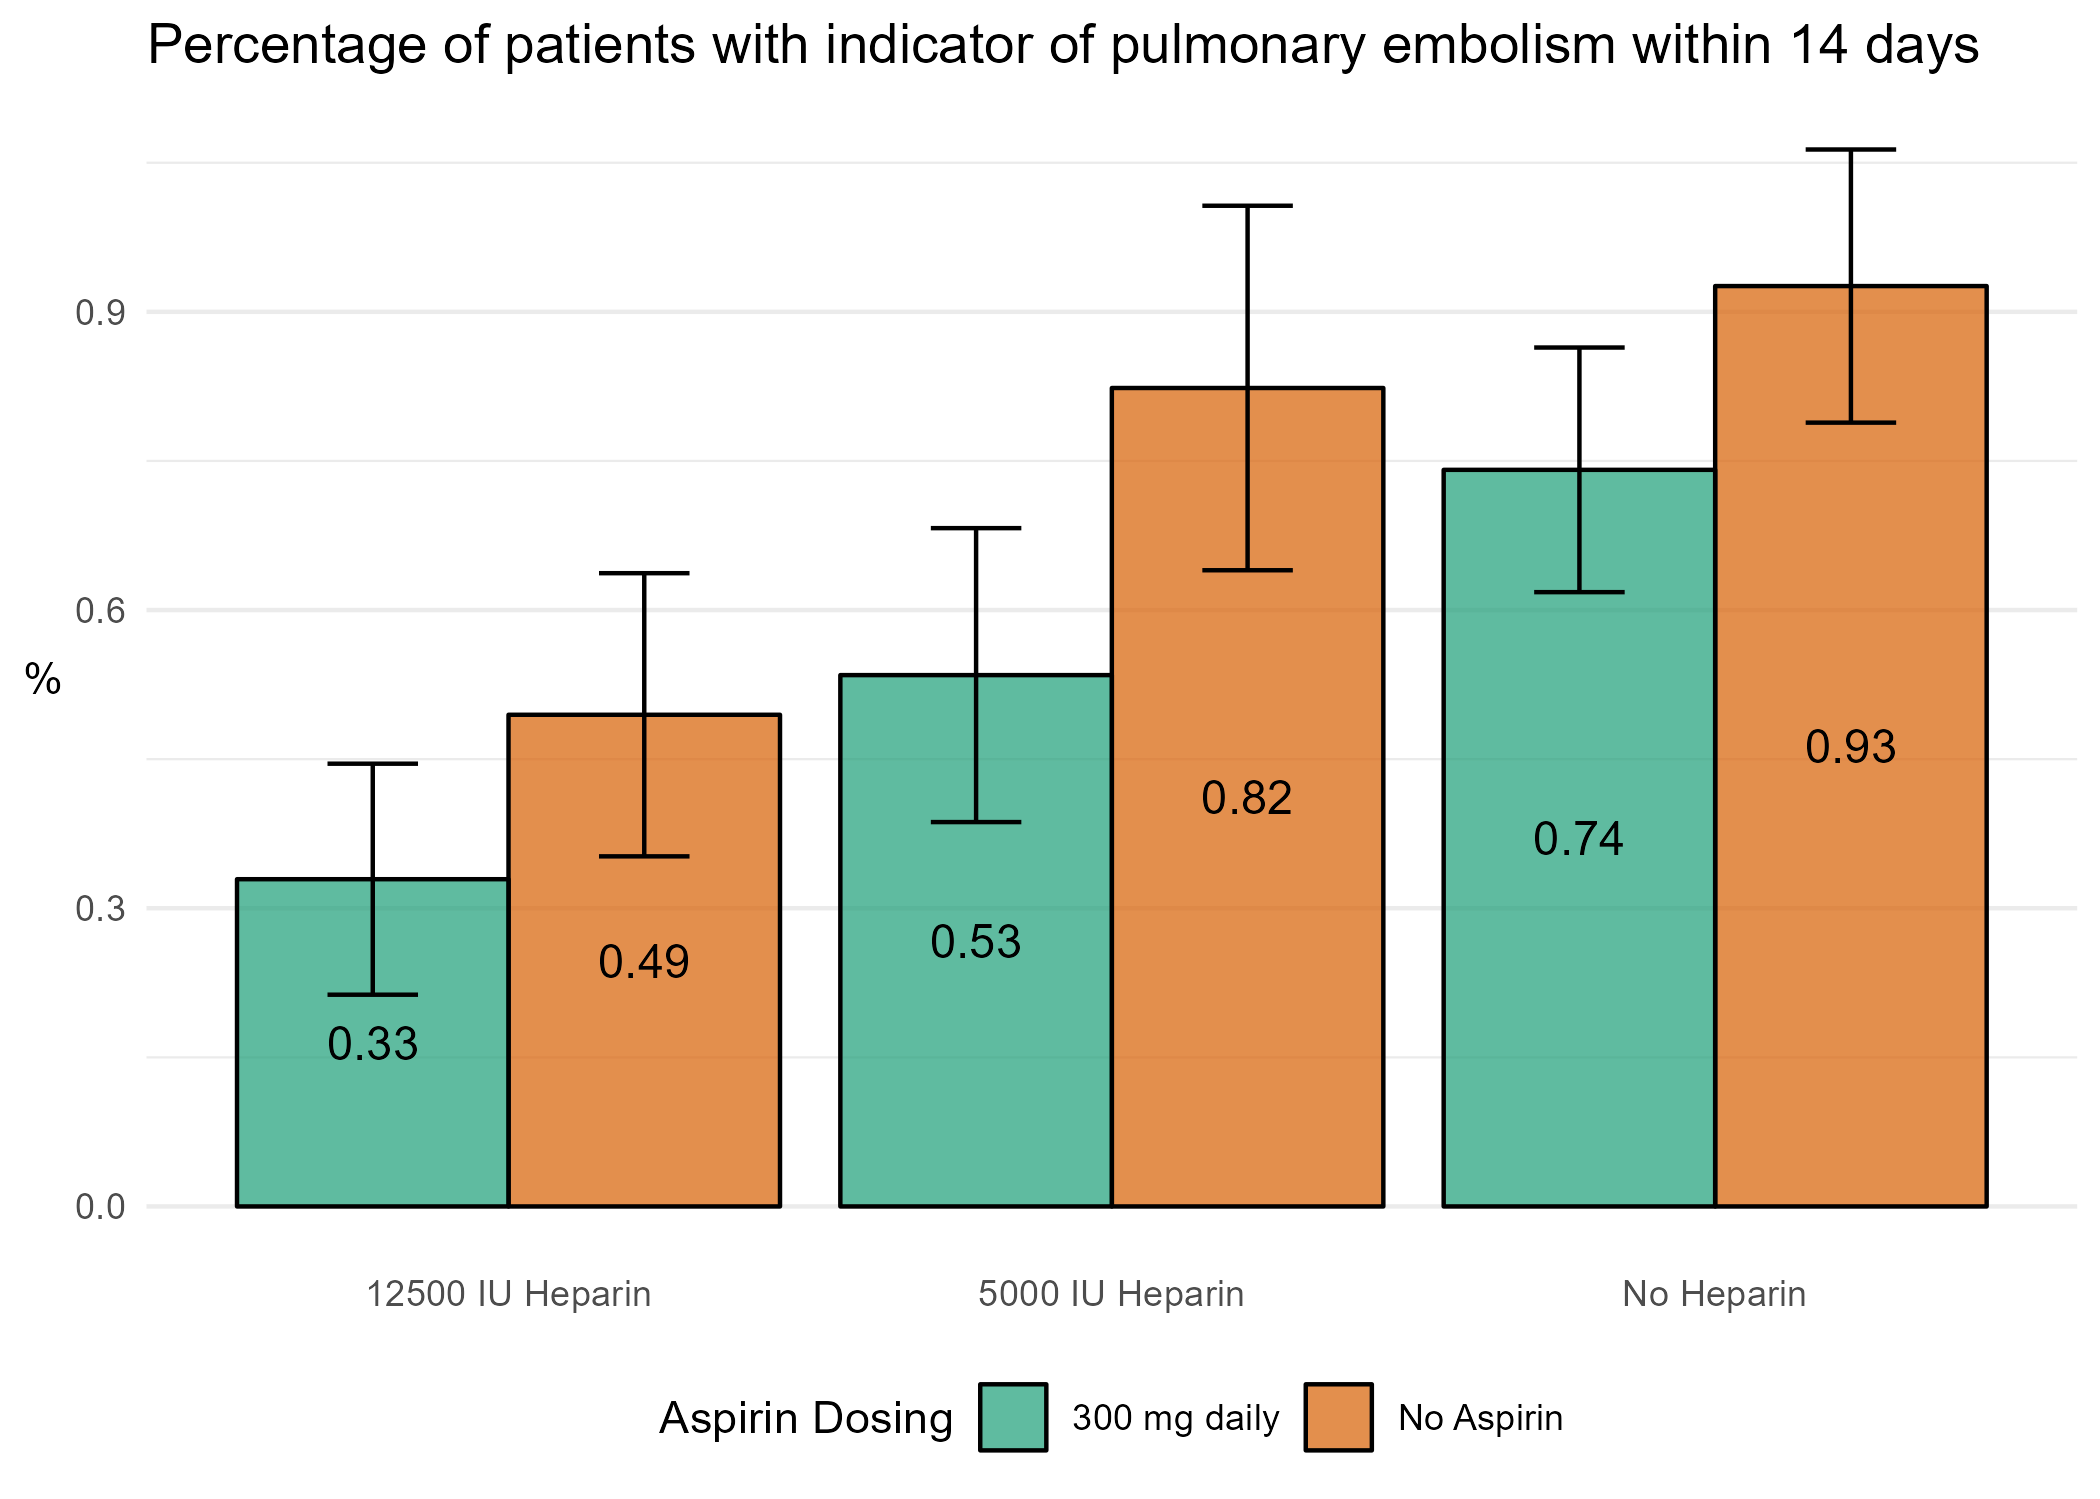 Percentage of patients with indicator of pulmonary embolism within 14 days
0.9
0.6
%
0.3
0.0
0.33
0.49
0.53
0.82
0.74
0.93
12500 IU Heparin
5000 IU Heparin
No Heparin
Aspirin Dosing
300 mg daily
No Aspirin